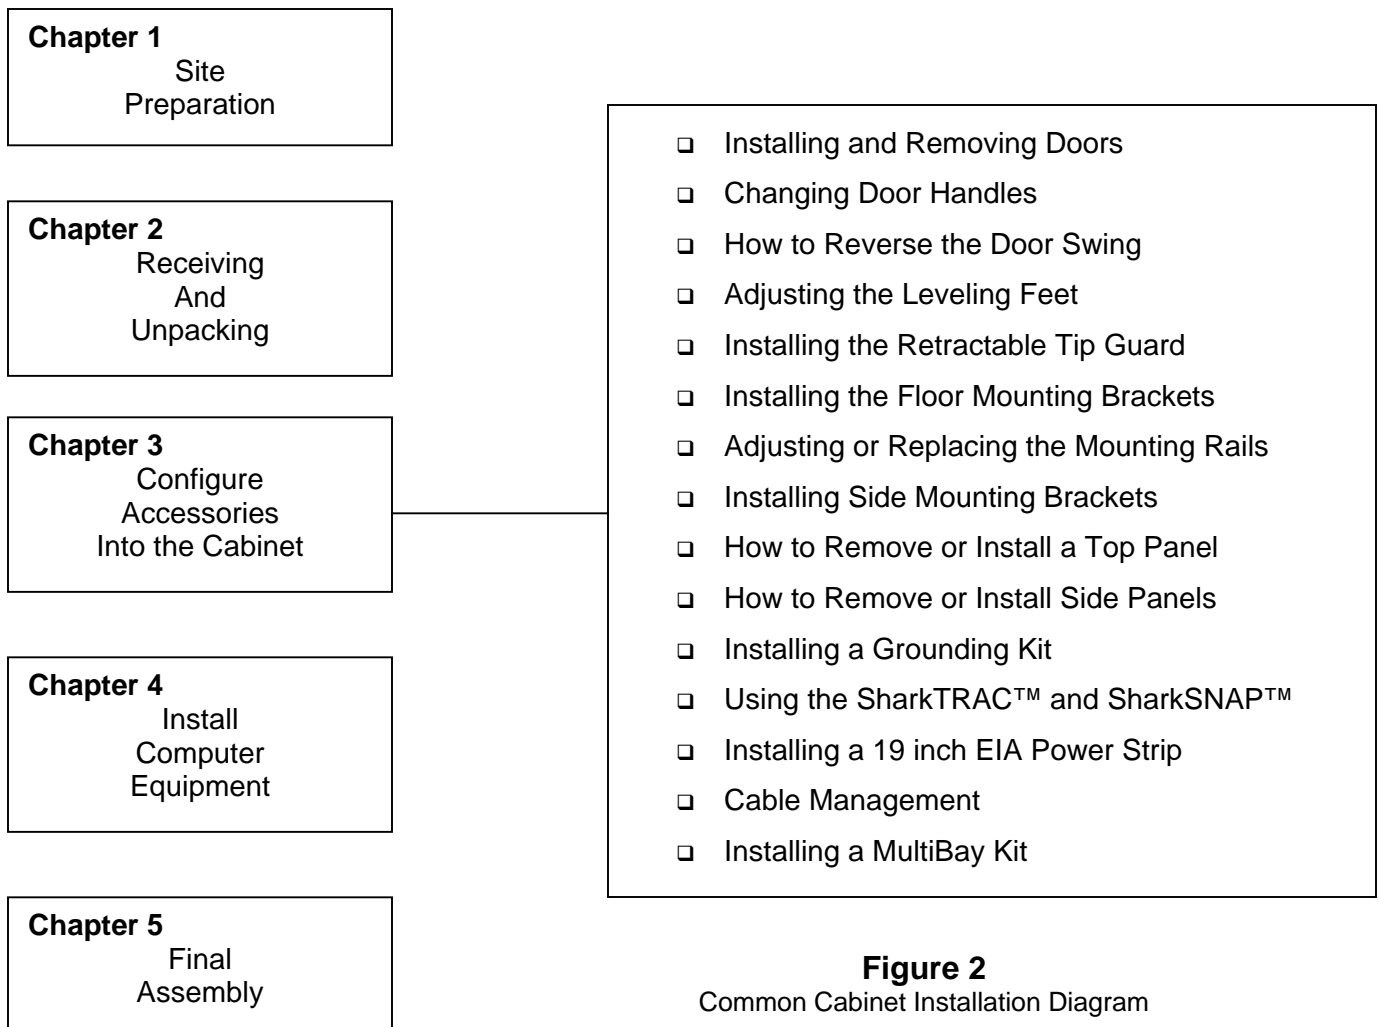 Chapter 1
Site
Preparation
Chapter 2
Receiving
And
Unpacking
Chapter 3
Configure
Accessories
Into the Cabinet
Chapter 4
Install
Computer
Equipment
Chapter 5
Final
Assembly
❑ Installing and Removing Doors
❑ Changing Door Handles
❑ How to Reverse the Door Swing
❑ Adjusting the Leveling Feet
❑ Installing the Retractable Tip Guard
❑ Installing the Floor Mounting Brackets
❑ Adjusting or Replacing the Mounting Rails
❑ Installing Side Mounting Brackets
❑ How to Remove or Install a Top Panel
❑ How to Remove or Install Side Panels
❑ Installing a Grounding Kit
❑ Using the SharkTRAC™ and SharkSNAP™
❑ Installing a 19 inch EIA Power Strip
❑ Cable Management
❑ Installing a MultiBay Kit
Figure 2
Common Cabinet Installation Diagram